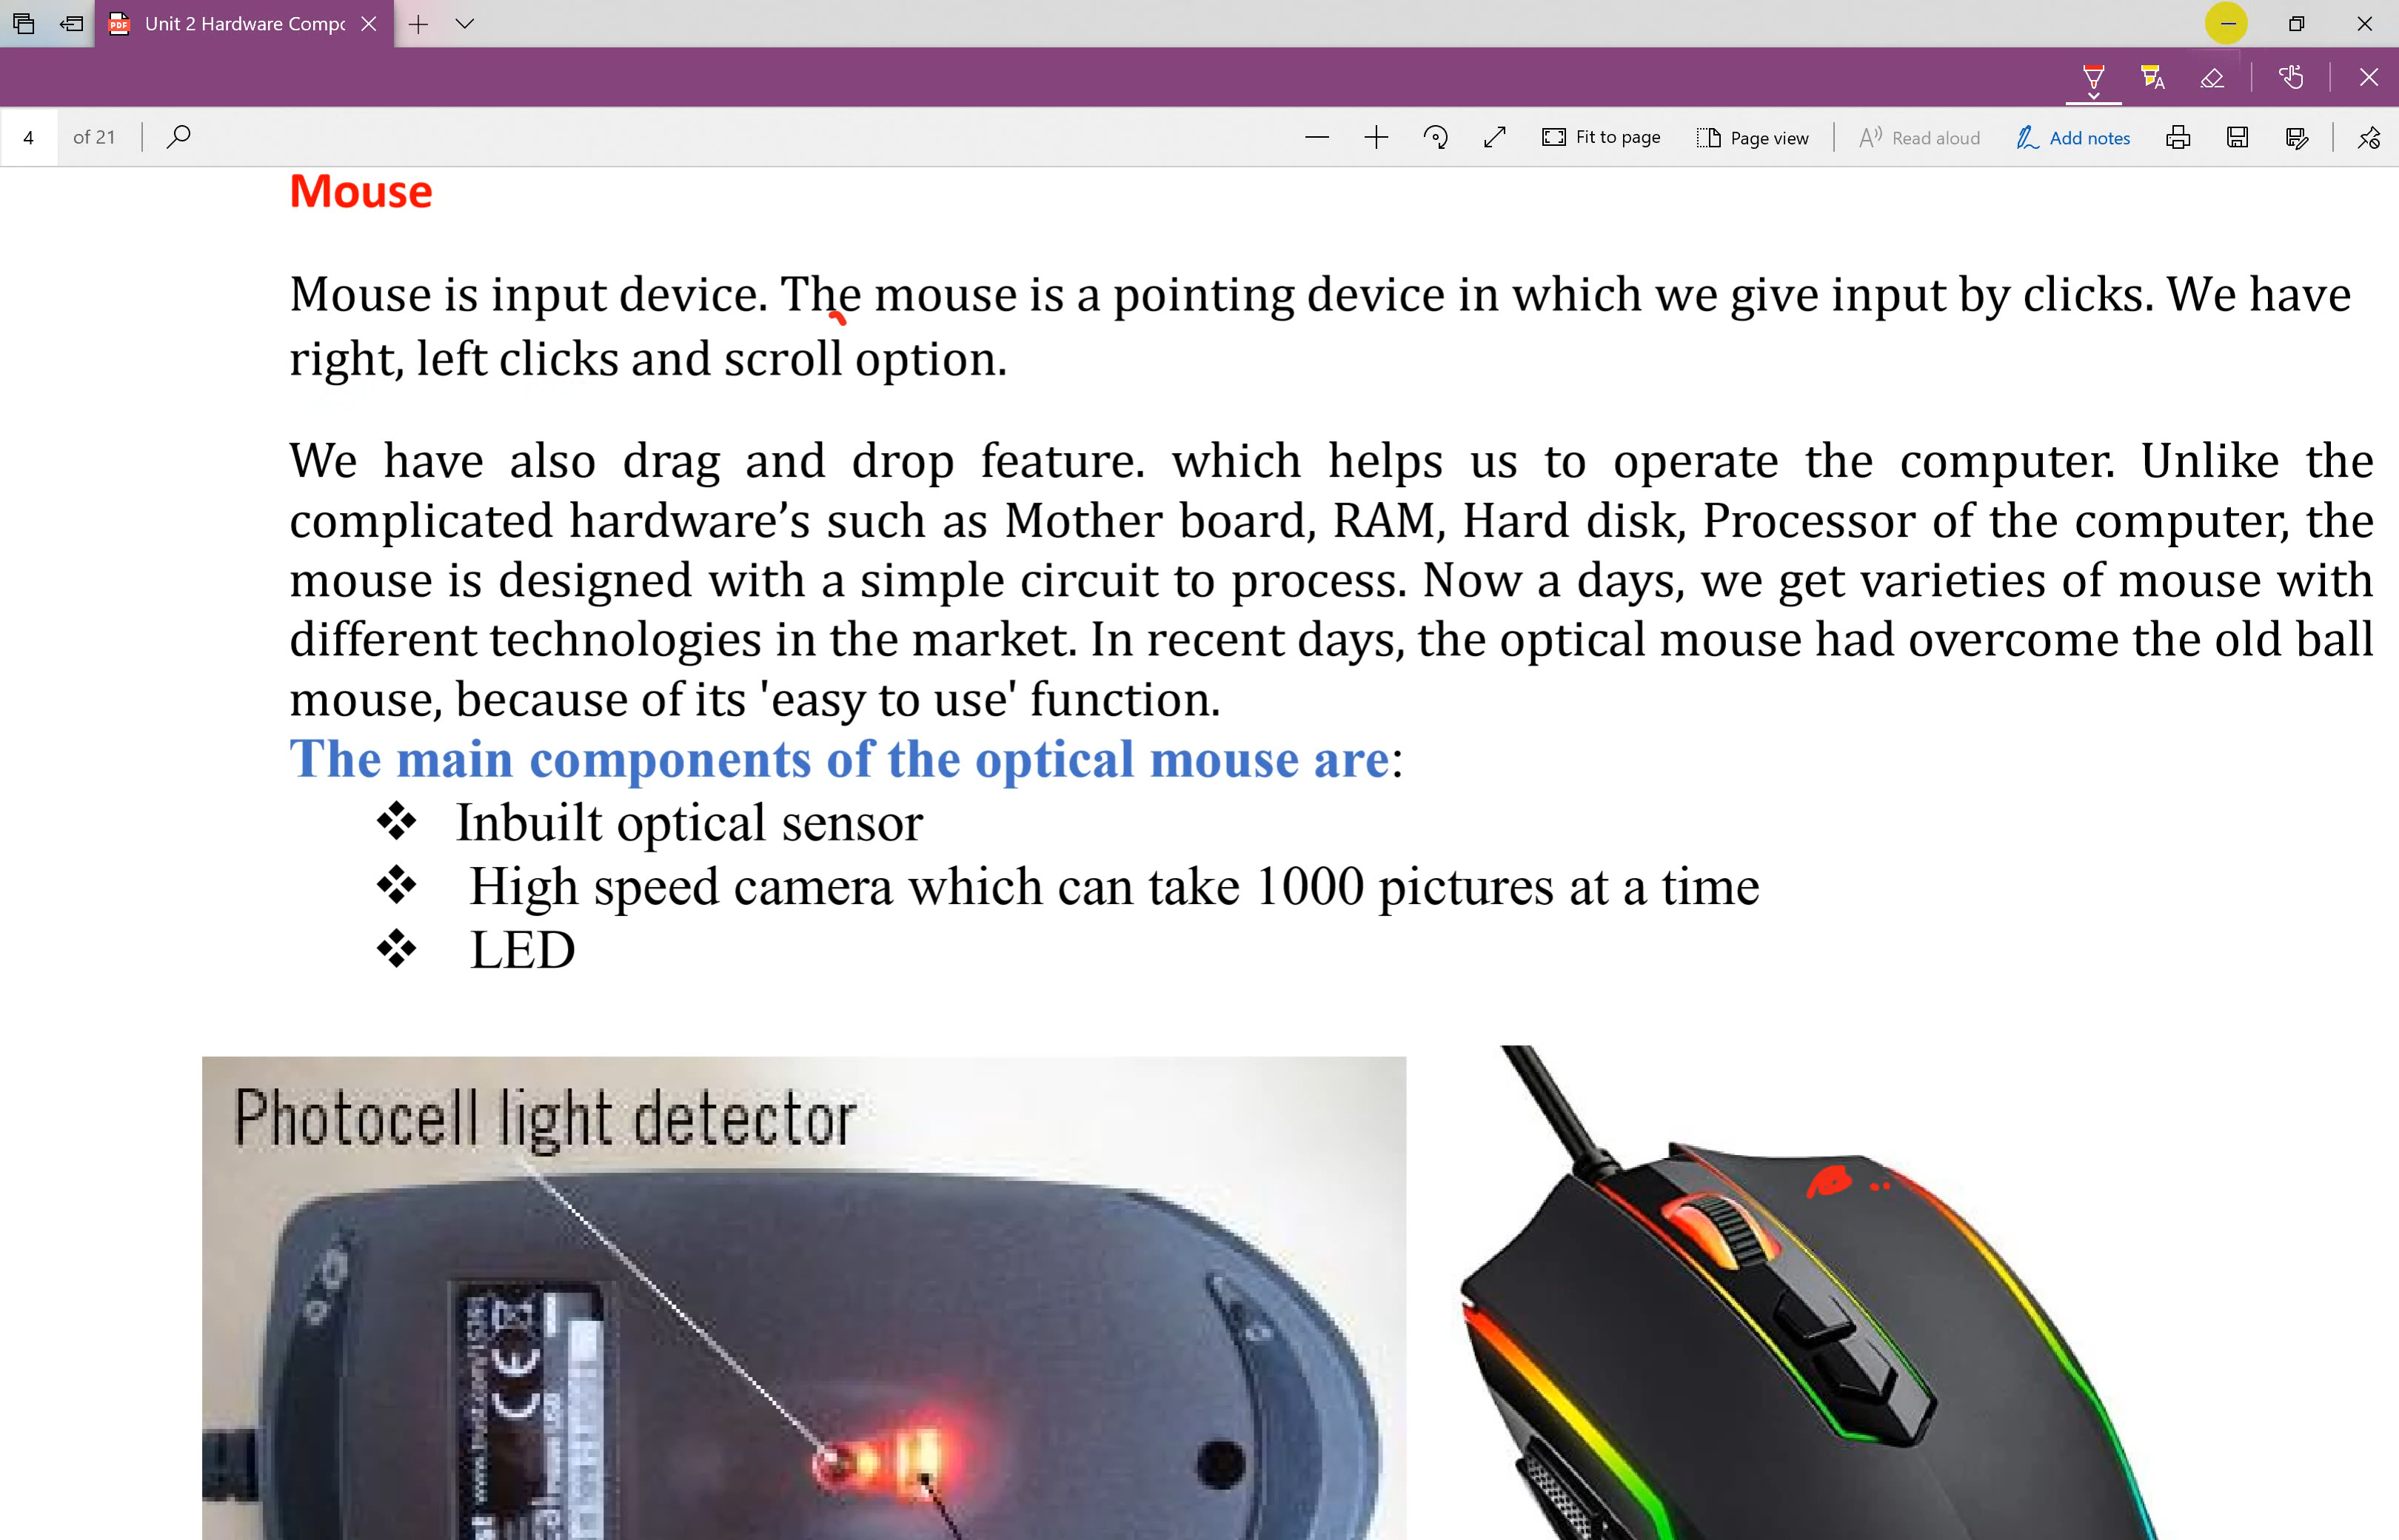 Unit 2 Hardware Compo
4 of 21
Fit to page
Page view
Read aloud
Add notes
Mouse
Mouse is input device. The mouse is a pointing device in which we give input by clicks. We have
right, left clicks and scroll option.
We have also drag and drop feature. which helps us to operate the computer. Unlike the
complicated hardware's such as Mother board, RAM, Hard disk, Processor of the computer, the
mouse is designed with a simple circuit to process. Now a days, we get varieties of mouse with
different technologies in the market. In recent days, the optical mouse had overcome the old ball
mouse, because of its 'easy to use' function.
The main components of the optical mouse are:
❖ Inbuilt optical sensor
❖ High speed camera which can take 1000 pictures at a time
❖ LED
Photocell light detector
CE